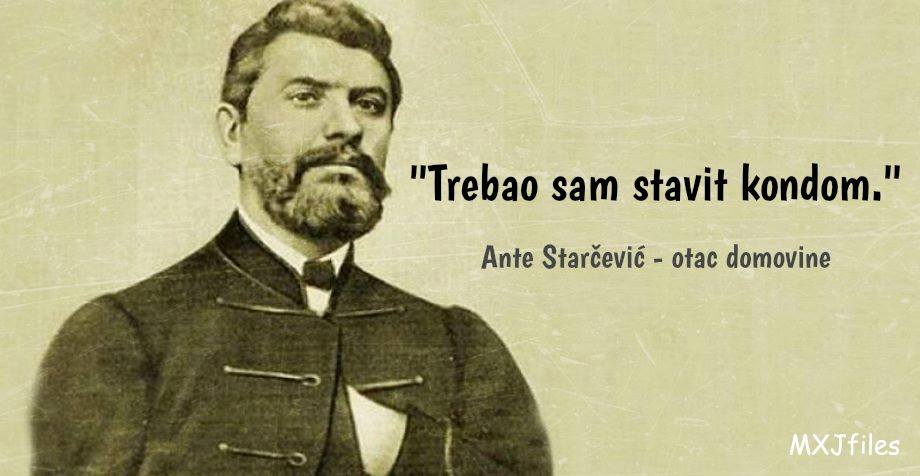 "Trebao sam stavit kondom."
Ante Starčević - otac domovine
MXJfiles